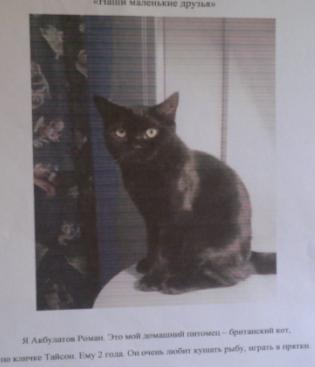 «Наши маленькие друзья»
Я Акбулатов Роман. Это мой домашний питомец – британский кот,
по кличке Тайсон. Ему 2 года. Он очень любит кушать рыбу, играть в прятки.